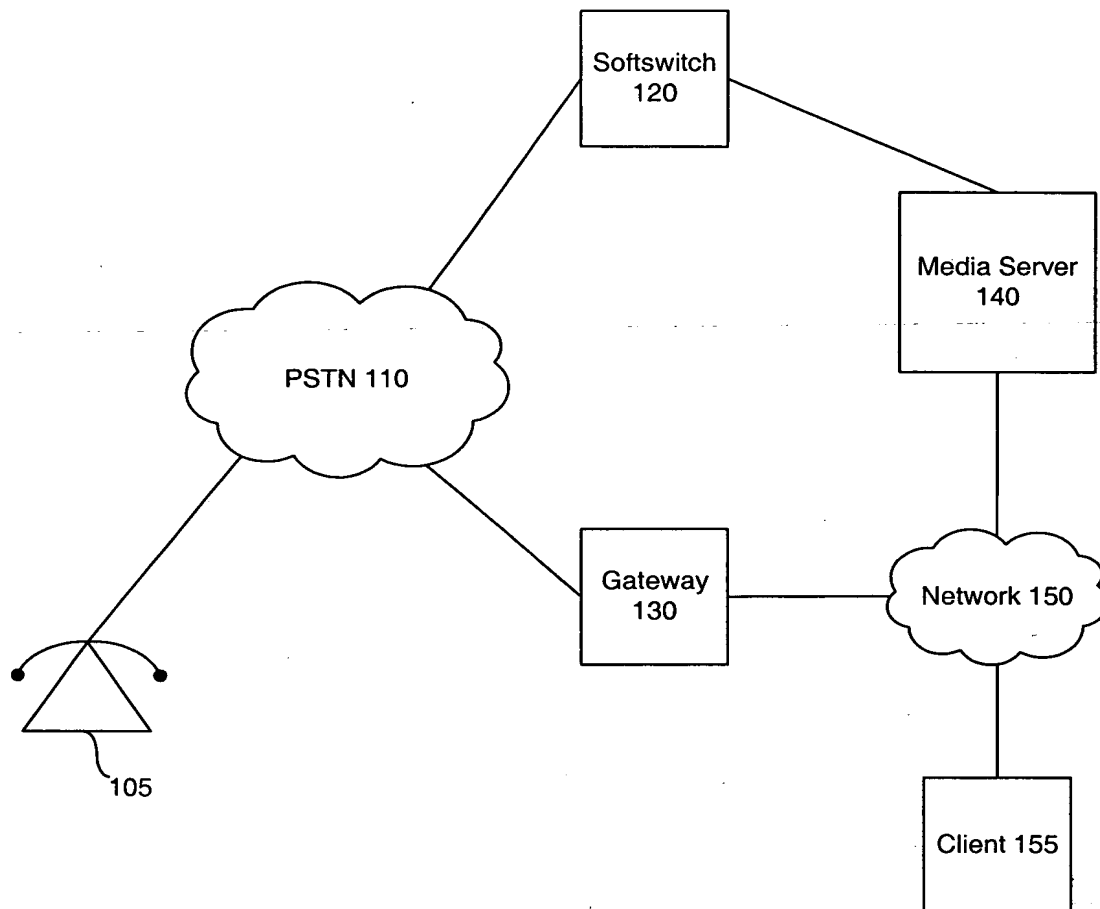 Softswitch
120
Media Server
140
PSTN 110
Gateway
130
Network 150
105
Client 155